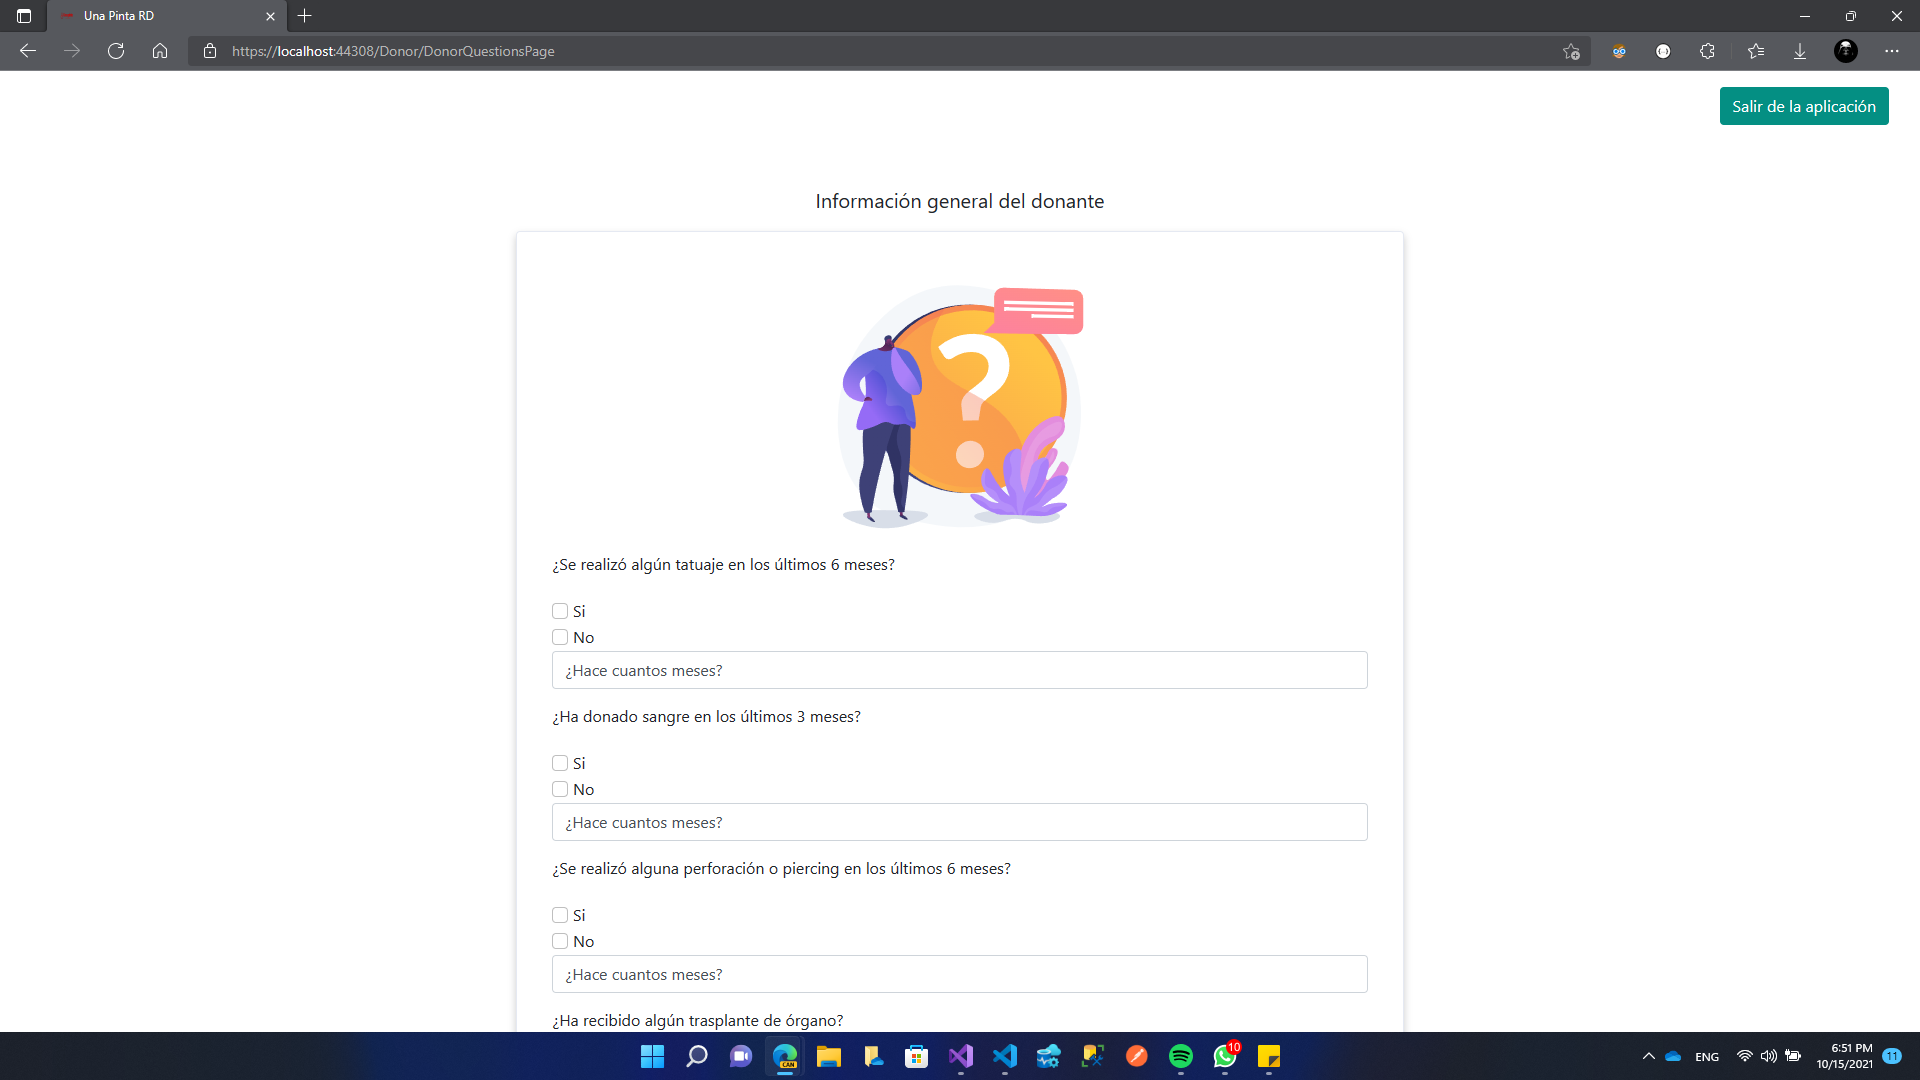 Una Pinta RD
https://localhost:44308/Donor/DonorQuestionsPage
Salir de la aplicación
Información general del donante
?
¿Se realizó algún tatuaje en los últimos 6 meses?
Si
No
¿Hace cuantos meses?
¿Ha donado sangre en los últimos 3 meses?
Si
No
¿Hace cuantos meses?
¿Se realizó alguna perforación o piercing en los últimos 6 meses?
Si
No
¿Hace cuantos meses?
¿Ha recibido algún trasplante de órgano?
CAN
10
ENG
6:51 PM
10/15/2021
11